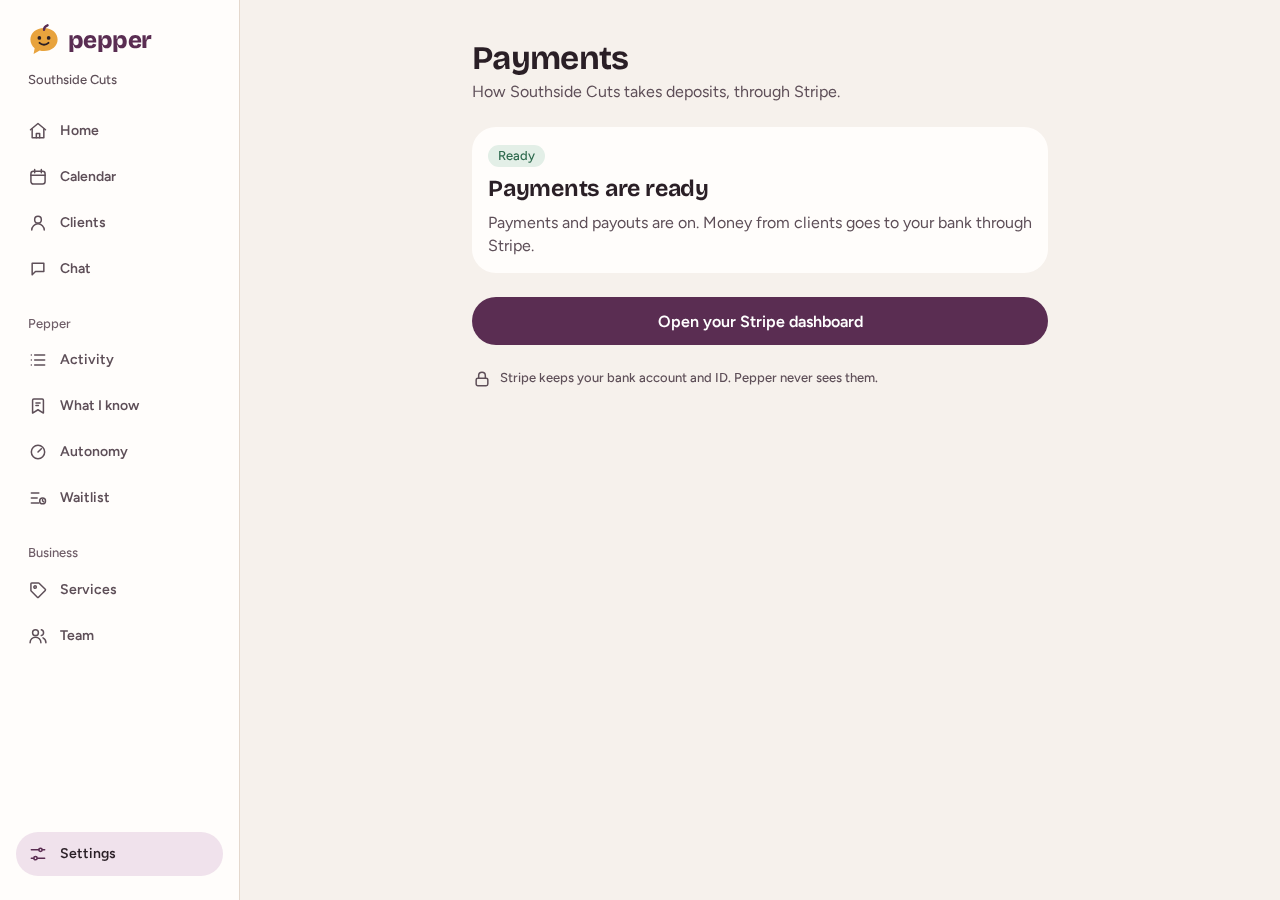 pepper
Southside Cuts
Home
Calendar
Clients
Chat
Pepper
Activity
What I know
Autonomy
Waitlist
Business
Services
Team
Settings
Payments
How Southside Cuts takes deposits, through Stripe.
Ready
Payments are ready
Payments and payouts are on. Money from clients goes to your bank through
Stripe.
Open your Stripe dashboard
Stripe keeps your bank account and ID. Pepper never sees them.